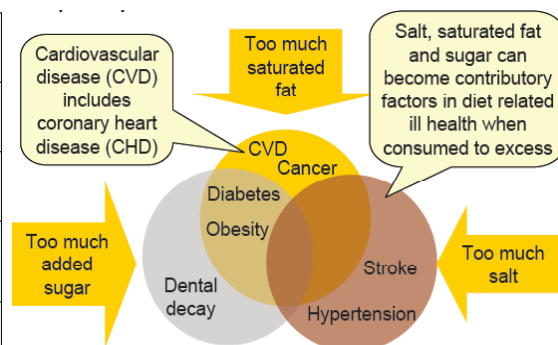 Cardiovascular
disease (CVD)
includes
coronary heart
disease (CHD)
Too much
saturated
fat
Salt, saturated fat
and sugar can
become contributory
factors in diet related
ill health when
consumed to excess
CVD
Cancer
Diabetes
Obesity
Too much
added
sugar
Dental
decay
Stroke
Hypertension
Too much
salt